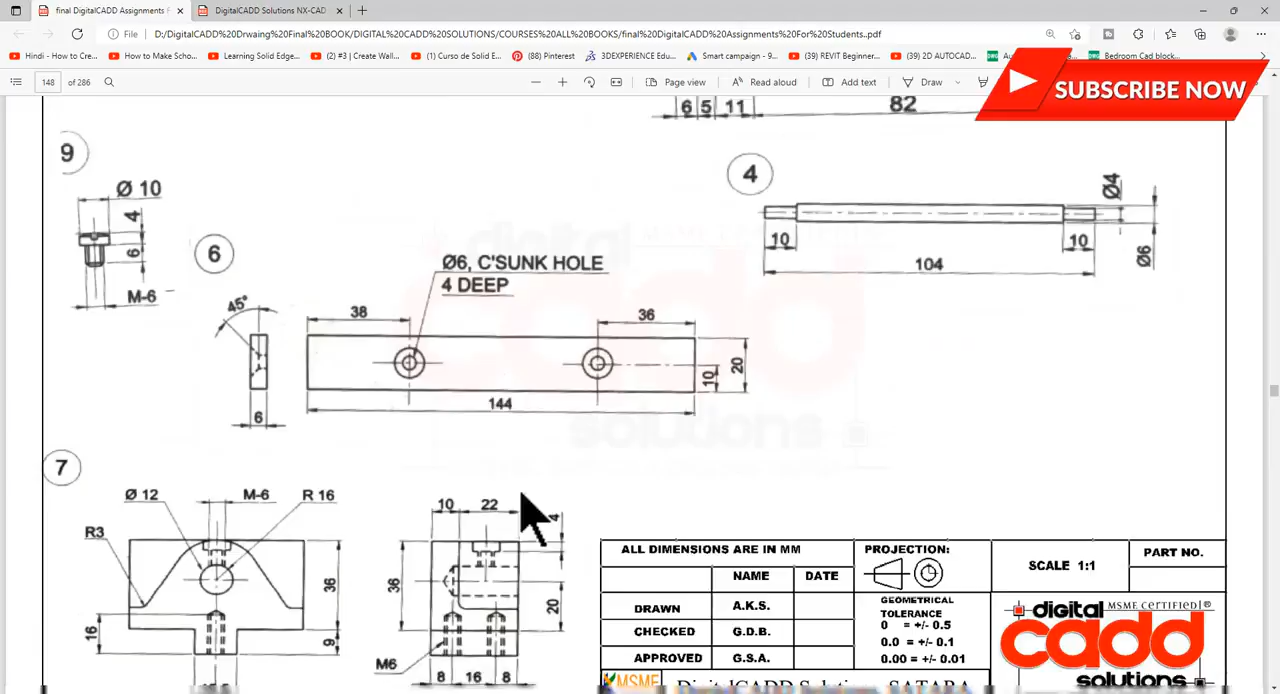 final DigitalCADD Assignments F
DigitalCADD Solutions NX-CAD
File
D:/DigitalCADD%20Drwaing%20Final%20BOOK/DIGITAL%20CADD%20SOLUTIONS/COURSES%20ALL%20BOOKS/final%20DigitalCADD%20Assignments%20For%20Students..pdf
Hindi - How to Cre...
How to Make Scho...
Learning Solid Edg...
(2) #3 | Create Wall...
(1) Curso de Solid E...
(88) Pinterest
3DEXPERIENCE Edu...
Smart campaign - 9...
(39) REVIT Beginner...
(39) 2D AUTOCAD...
Bedroom Cad block...
148
of 286
Page view
Read aloud
Add text
Draw
SUBSCRIBE NOW
6 5 11
82
9
Ø 10
4
6
M-6
4
10
104
10
Ø4
Ø6
6
Ø6, C'SUNK HOLE
4 DEEP
45°
6
38
36
10
20
144
7
Ø 12
M-6
R 16
R3
16
36
9
10
22
4
36
20
M6
8
16
8
digital
cadd
solutions
ALL DIMENSIONS ARE IN MM
PROJECTION:
SCALE 1:1
PART NO.
NAME
DATE
DRAWN
A.K.S.
CHECKED
G.D.B.
APPROVED
G.S.A.
GEOMETRICAL
TOLERANCE
0 = +/- 0.5
0.0 = +/- 0.1
0.00 = +/- 0.01
digital MSME CERTIFIED!®
cadd
solutions
MSME
DigitalCADD Solutions SATARA